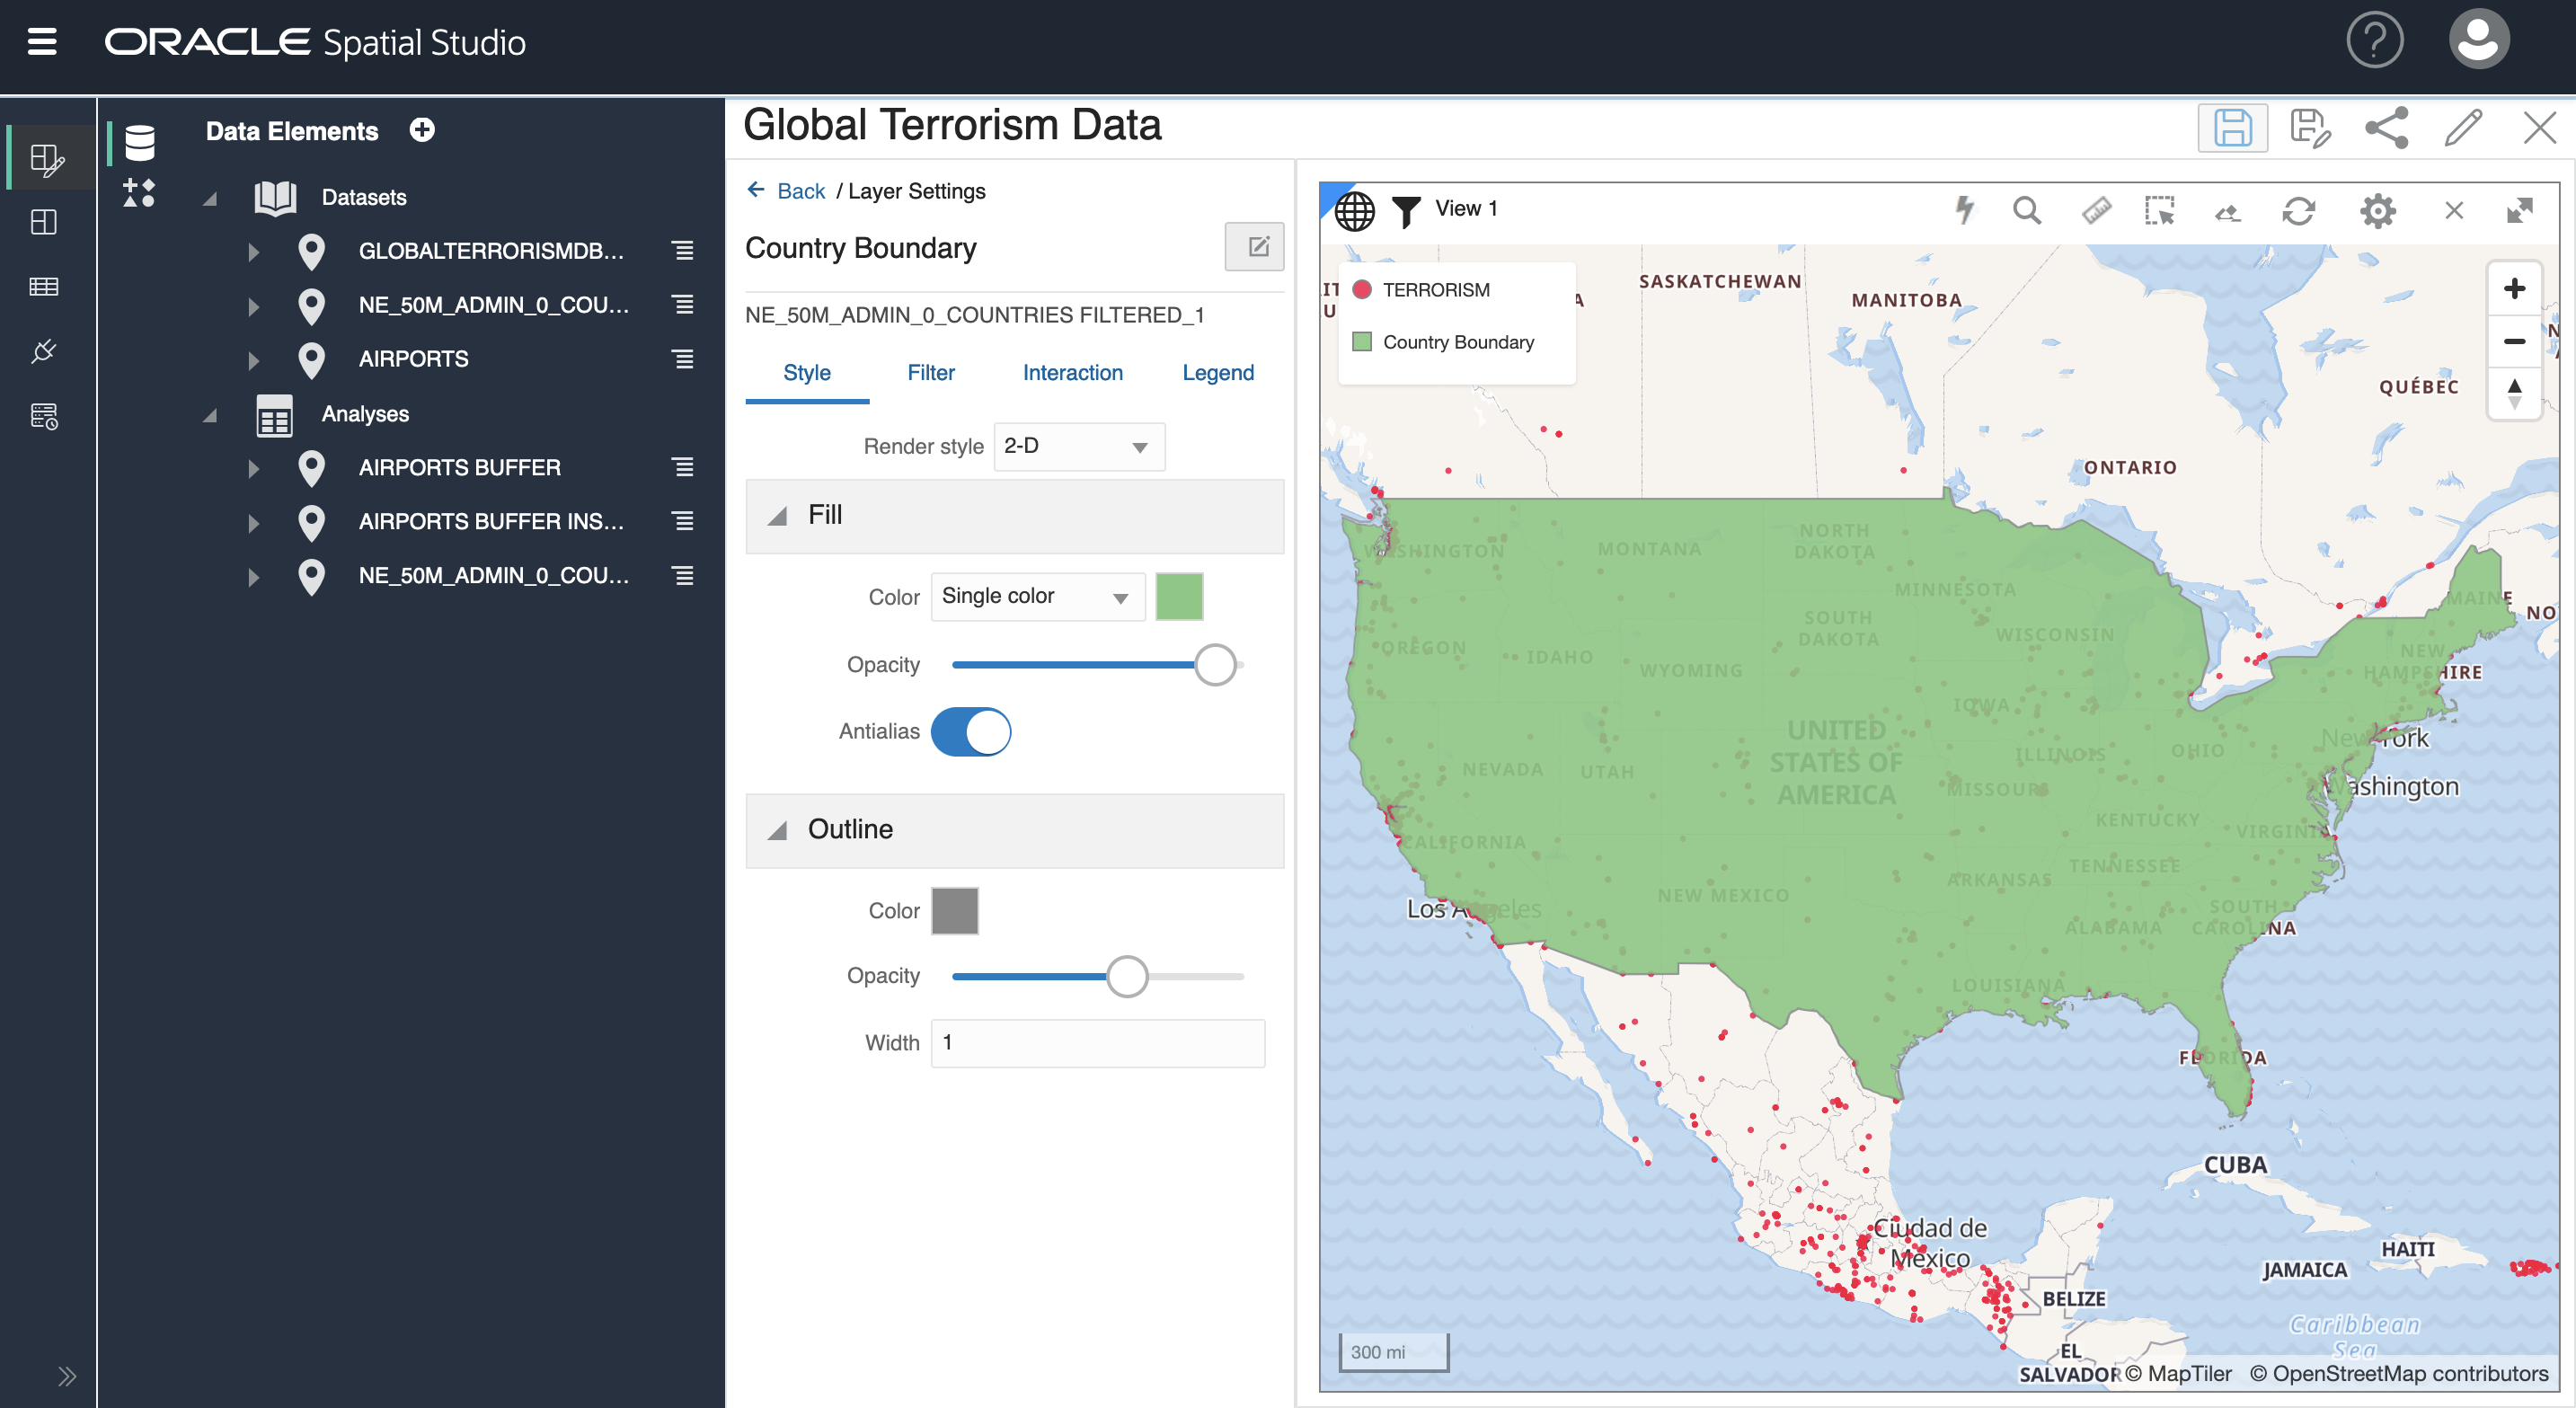 ORACLE Spatial Studio
Data Elements
Datasets
GLOBALTERRORISMDB...
NE_50M_ADMIN_0_COU...
AIRPORTS
Analyses
AIRPORTS BUFFER
AIRPORTS BUFFER INS...
NE_50M_ADMIN_0_COU...
Global Terrorism Data
Back / Layer Settings
Country Boundary
NE_50M_ADMIN_0_COUNTRIES FILTERED_1
Style Filter Interaction Legend
Render style 2-D
Fill
Color Single color
Opacity
Antialias
Outline
Color
Opacity
Width 1
View 1
TERRORISM
Country Boundary
SASKATCHEWAN
MANITOBA
QUÉBEC
ONTARIO
WASHINGTON
MONTANA
NORTH
DAKOTA
MINNESOTA
MAINE
NO
SOUTH
DAKOTA
WISCONSIN
OREGON
IDAHO
WYOMING
NEW
HAMPSHIRE
IOWA
UNITED
STATES OF
AMERICA
New York
NEVADA
UTAH
ILLINOIS
OHIO
Washington
MISSOURI
KENTUCKY
VIRGINIA
CALIFORNIA
TENNESSEE
ARKANSAS
NEW MEXICO
Los Angeles
SOUTH
CAROLINA
ALABAMA
LOUISIANA
FLORIDA
CUBA
Ciudad de
Mexico
HAITI
JAMAICA
BELIZE
Caribbean
Sea
EL
SALVADOR
300 mi
© MapTiler © OpenStreetMap contributors